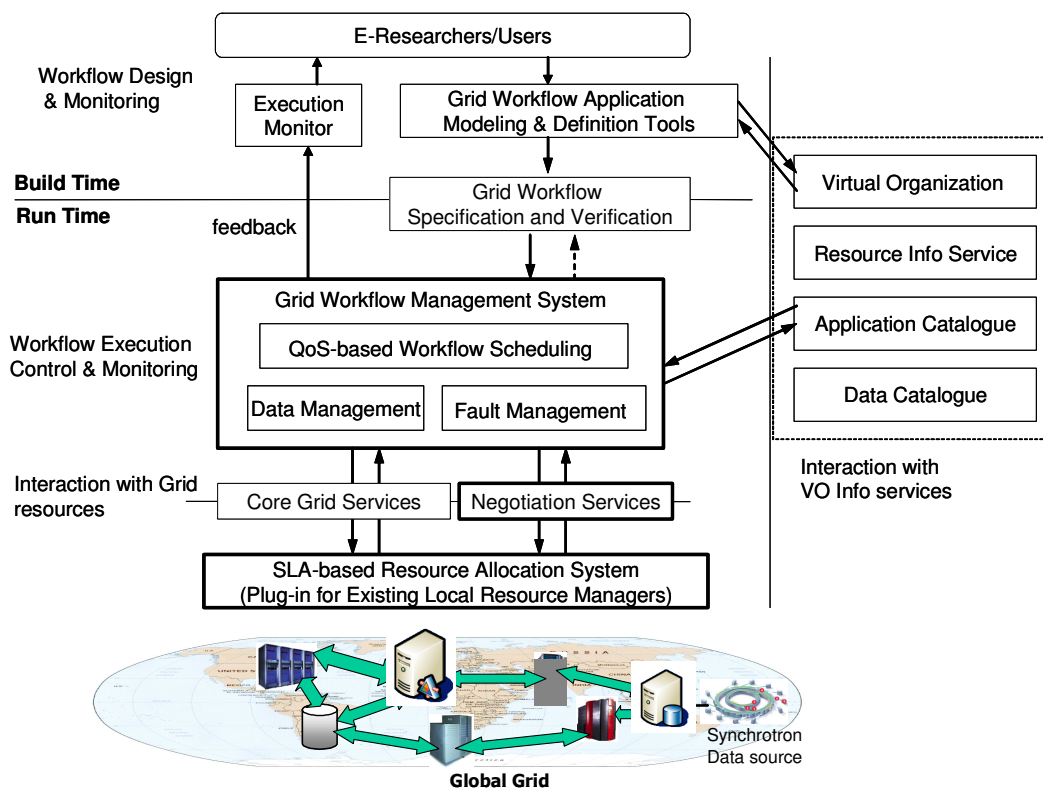 E-Researchers/Users
Workflow Design
& Monitoring
Execution
Monitor
Grid Workflow Application
Modeling & Definition Tools
Build Time
Run Time
feedback
Grid Workflow
Specification and Verification
Virtual Organization
Resource Info Service
Application Catalogue
Data Catalogue
Grid Workflow Management System
QoS-based Workflow Scheduling
Data Management
Fault Management
Workflow Execution
Control & Monitoring
Interaction with
VO Info services
Interaction with Grid
resources
Core Grid Services
Negotiation Services
SLA-based Resource Allocation System
(Plug-in for Existing Local Resource Managers)
Synchrotron
Data source
Global Grid